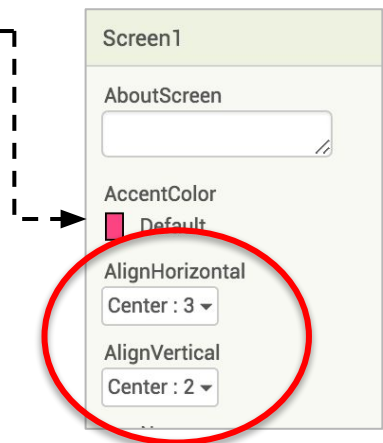 Screen1
AboutScreen
AccentColor
Default
AlignHorizontal
Center : 3
AlignVertical
Center : 2